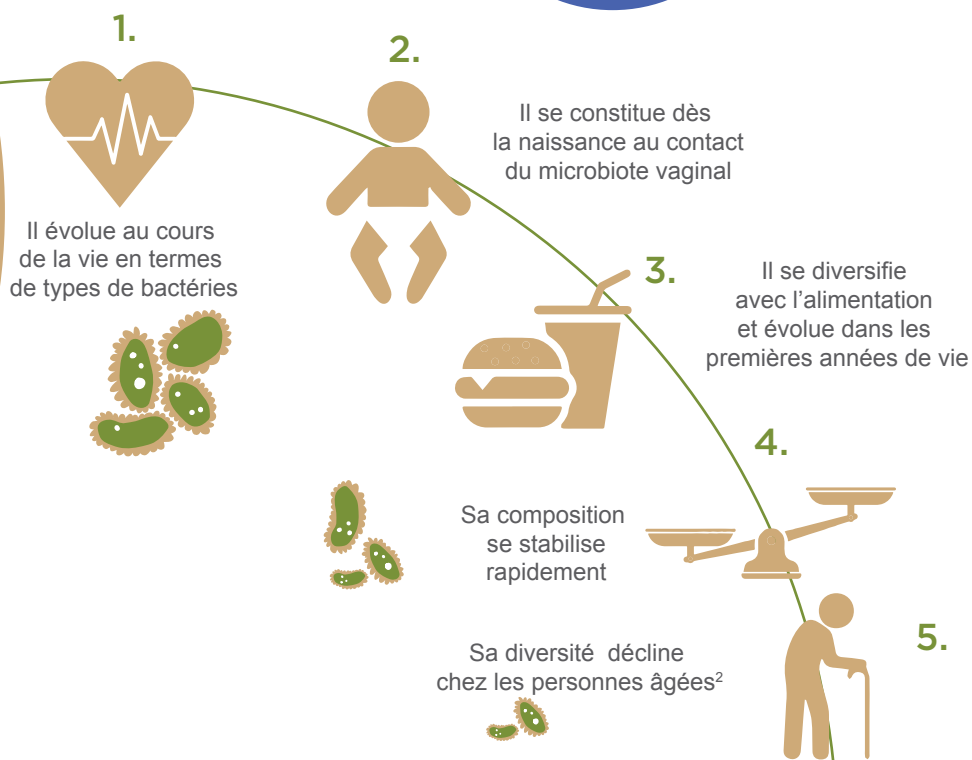 1.
Il évolue au cours
de la vie en termes
de types de bactéries
2.
Il se constitue dès
la naissance au contact
du microbiote vaginal
3.
Il se diversifie
avec l’alimentation
et évolue dans les
premières années de vie
4.
Sa composition
se stabilise
rapidement
5.
Sa diversité décline
chez les personnes âgées²